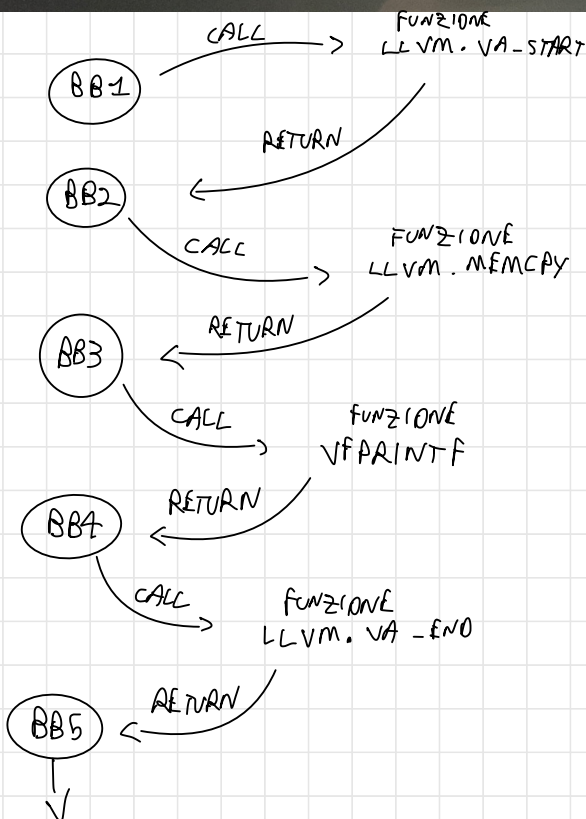 CALL
FUNZIONE
LLVM. VA_START
BB1
RETURN
BB2
CALL
FUNZIONE
LLVM. MEMCPY
RETURN
BB3
CALL
FUNZIONE
VFPRINTF
RETURN
BB4
CALL
FUNZIONE
LLVM. VA_END
RETURN
BB5